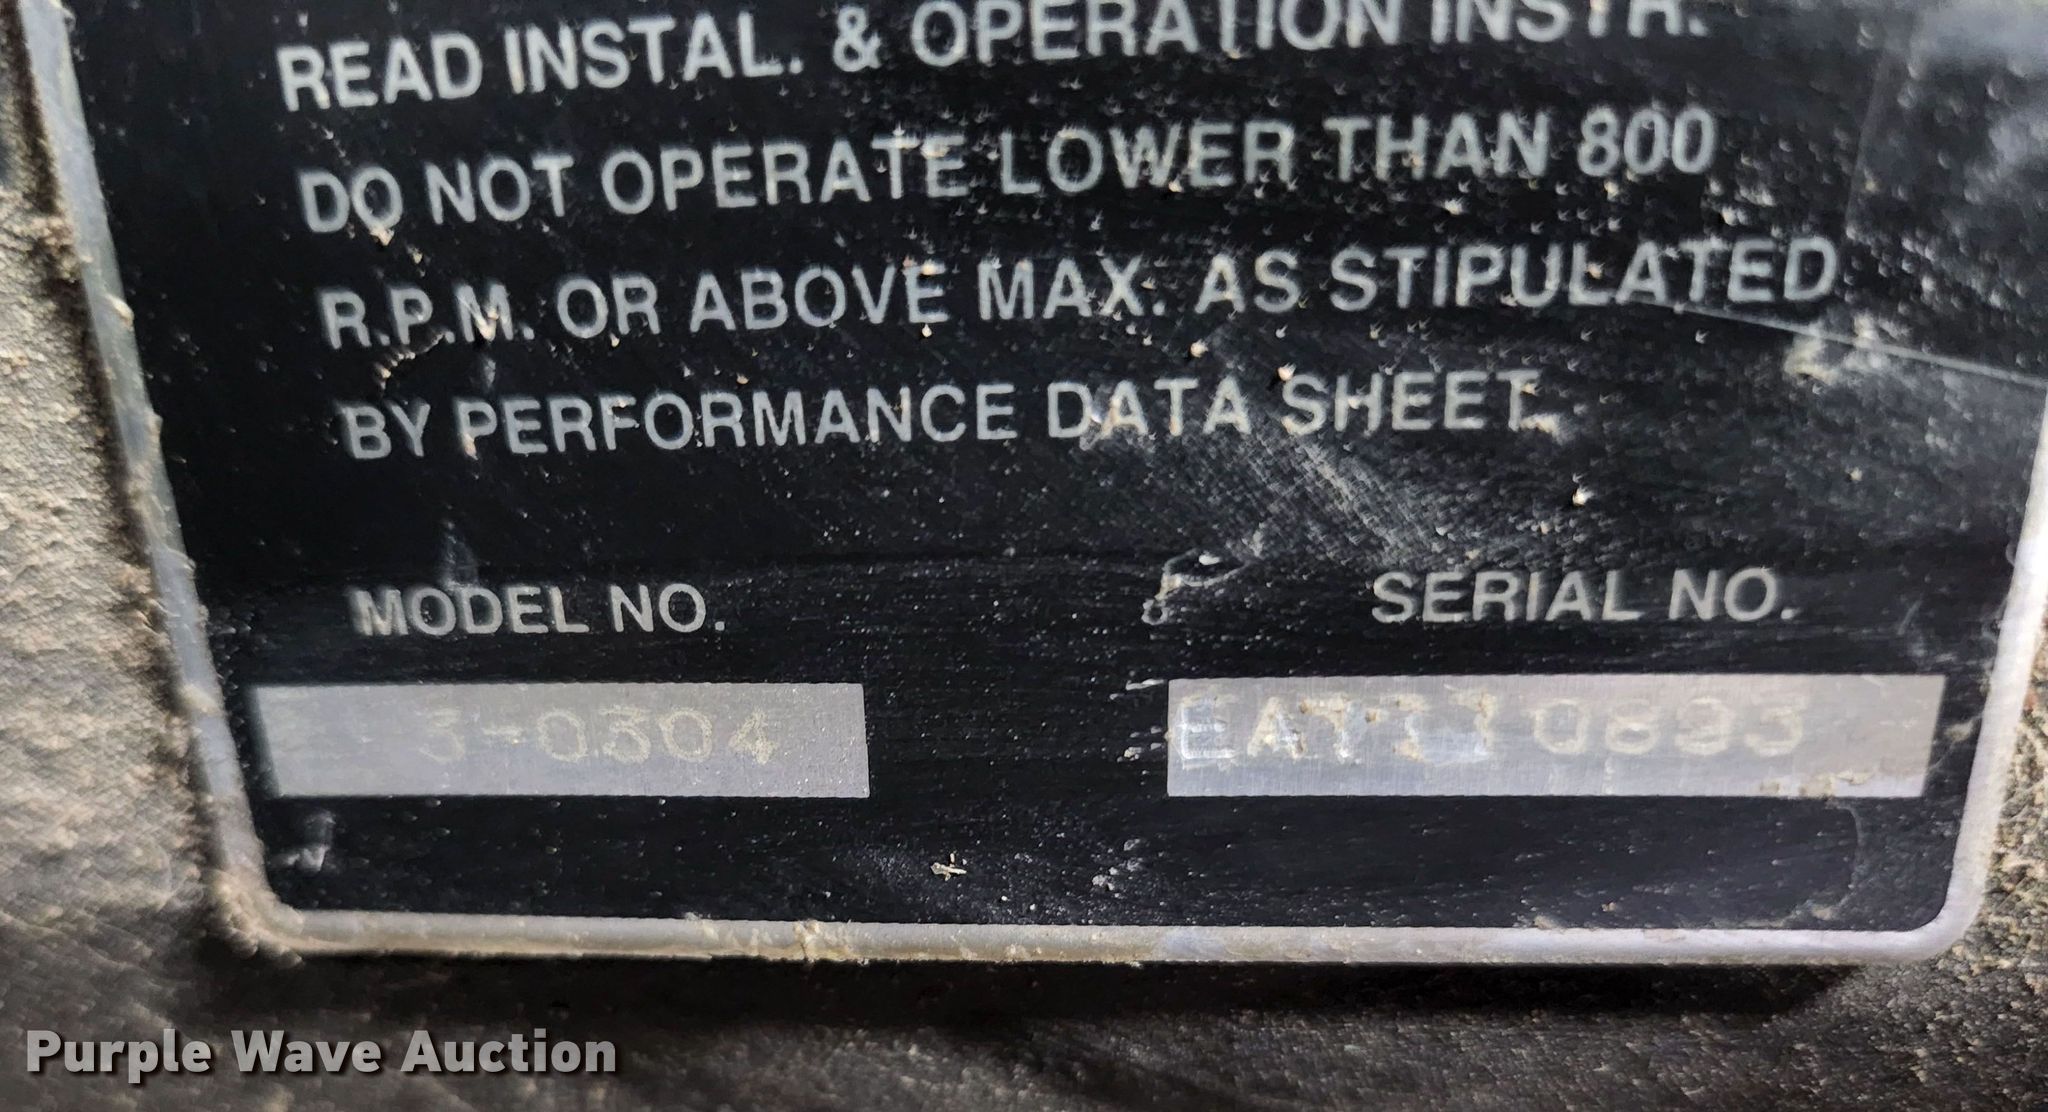 READ INSTAL. & OPERATION INSTR.
DO NOT OPERATE LOWER THAN 800
R.P.M. OR ABOVE MAX. AS STIPULATED
BY PERFORMANCE DATA SHEET.
MODEL NO. SERIAL NO.
3-0304
Purple Wave Auction